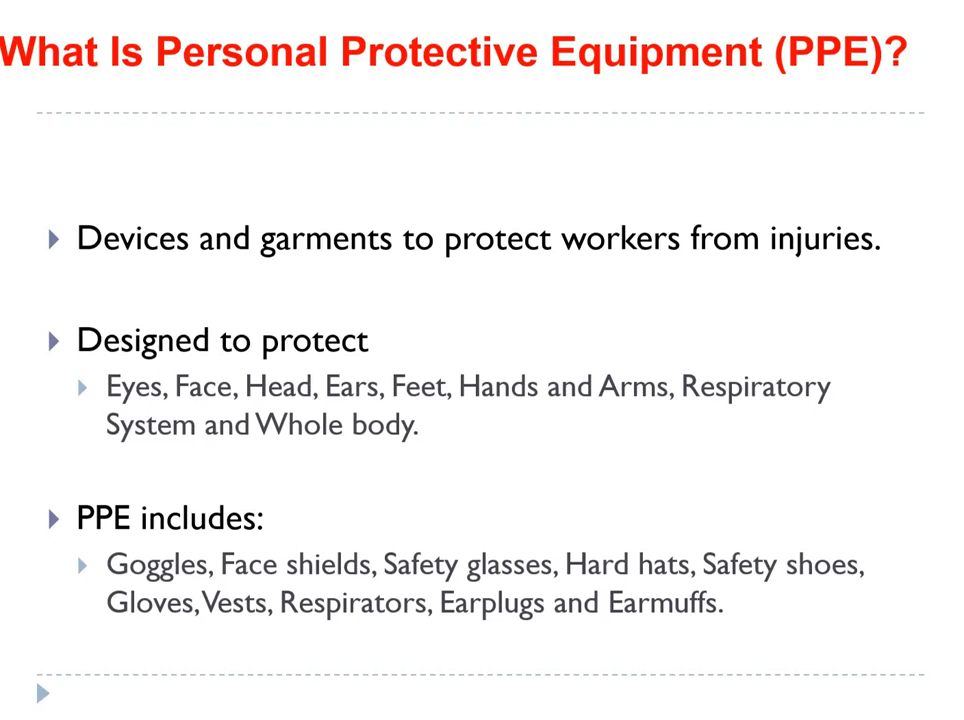 What Is Personal Protective Equipment (PPE)?
Devices and garments to protect workers from injuries.
Designed to protect
Eyes, Face, Head, Ears, Feet, Hands and Arms, Respiratory
System and Whole body.
PPE includes:
Goggles, Face shields, Safety glasses, Hard hats, Safety shoes,
Gloves, Vests, Respirators, Earplugs and Earmuffs.